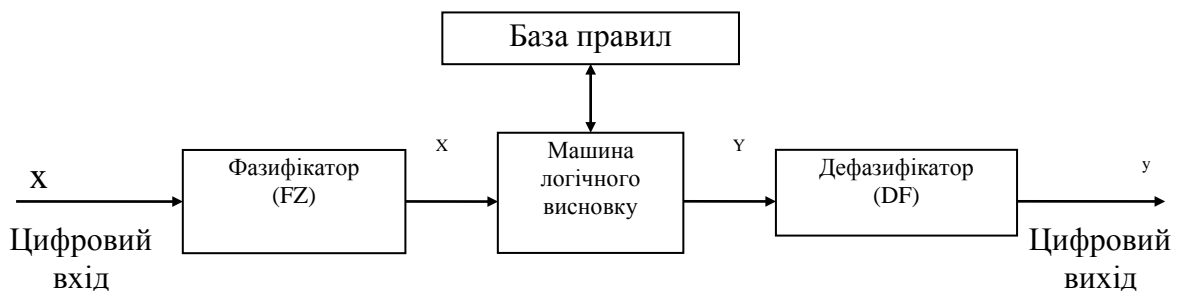 База правил
X
Фазифікатор
(FZ)
X
Машина
логічного
висновку
Y
Дефазифікатор
(DF)
y
Цифровий
вхід
Цифровий
вихід